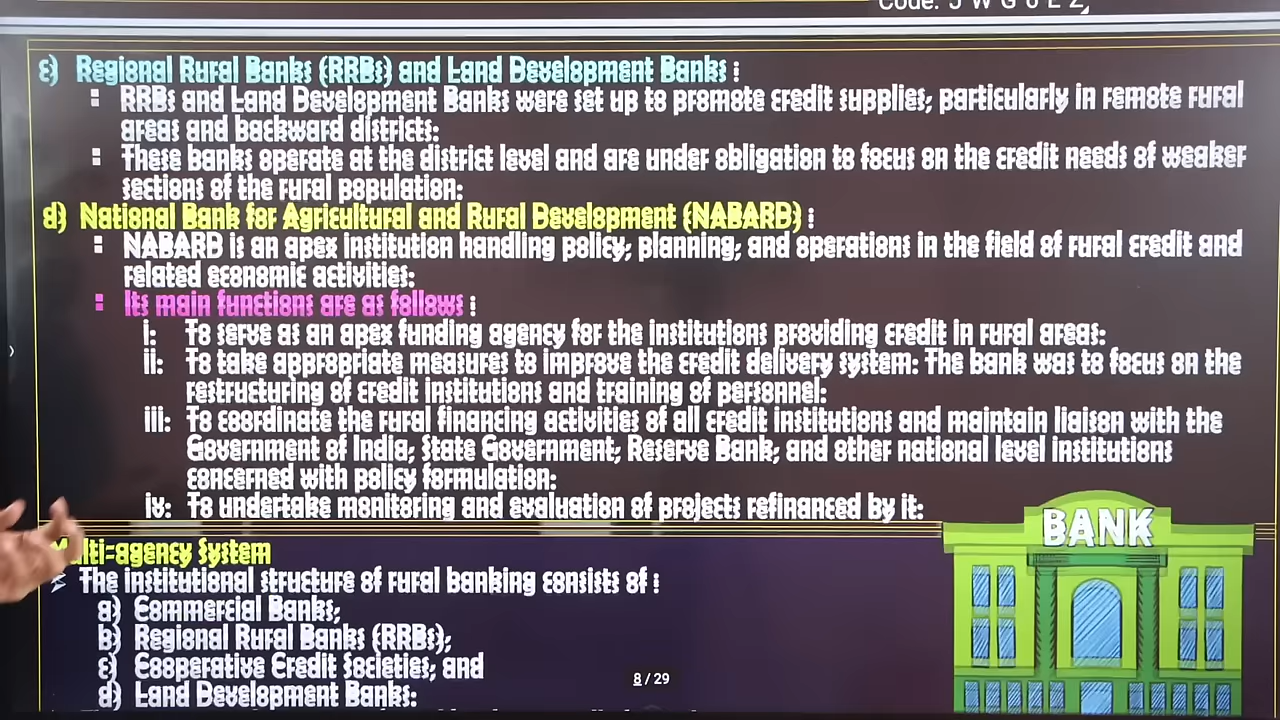 c) Regional Rural Banks (RRBs) and Land Development Banks :
▪ RRBs and Land Development Banks were set up to promote credit supplies, particularly in remote rural
areas and backward districts.
▪ These banks operate at the district level and are under obligation to focus on the credit needs of weaker
sections of the rural population.
d) National Bank for Agricultural and Rural Development (NABARD) :
▪ NABARD is an apex institution handling policy, planning, and operations in the field of rural credit and
related economic activities.
▪ Its main functions are as follows :
i. To serve as an apex funding agency for the institutions providing credit in rural areas.
ii. To take appropriate measures to improve the credit delivery system. The bank was to focus on the
restructuring of credit institutions and training of personnel.
iii. To coordinate the rural financing activities of all credit institutions and maintain liaison with the
Government of India, State Government, Reserve Bank, and other national level institutions
concerned with policy formulation.
iv. To undertake monitoring and evaluation of projects refinanced by it.
BANK
Multi-agency System
➢ The institutional structure of rural banking consists of :
a) Commercial Banks,
b) Regional Rural Banks (RRBs),
c) Cooperative Credit Societies, and
d) Land Development Banks.
8 / 29